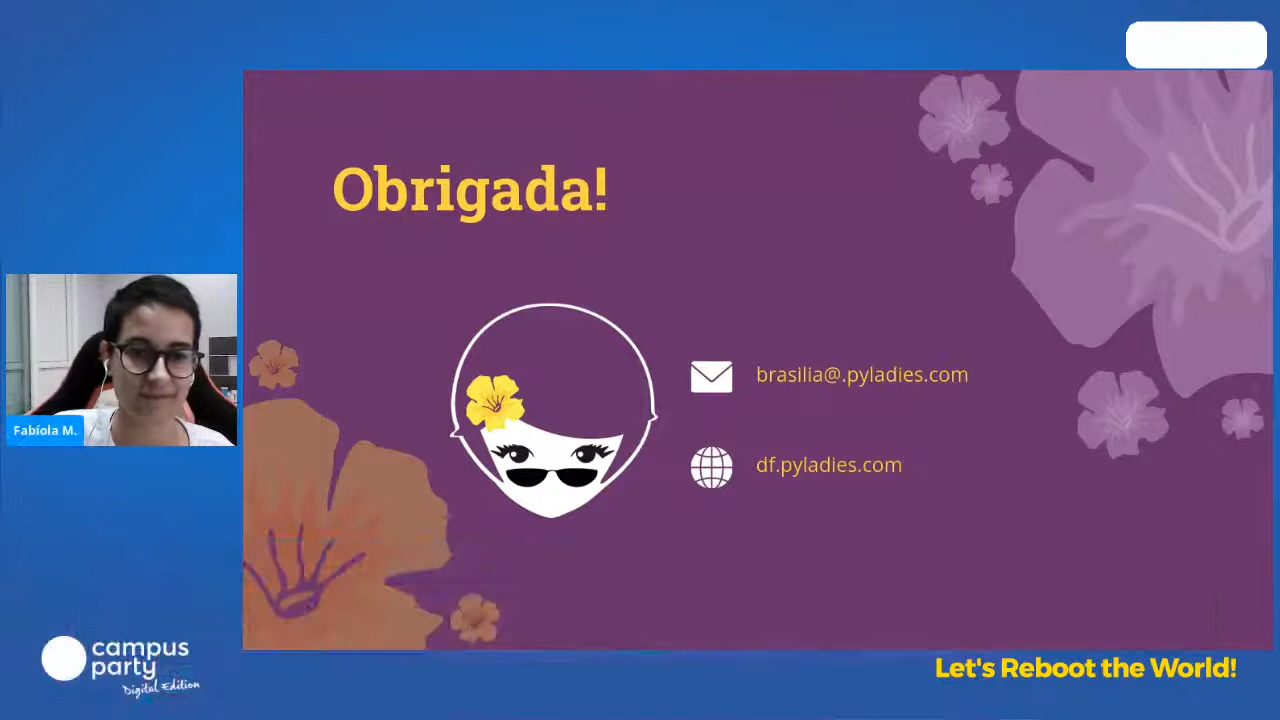 Obrigada!
brasilia@.pyladies.com
df.pyladies.com
Fabíola M.
campus
party
Digital Edition
Let's Reboot the World!